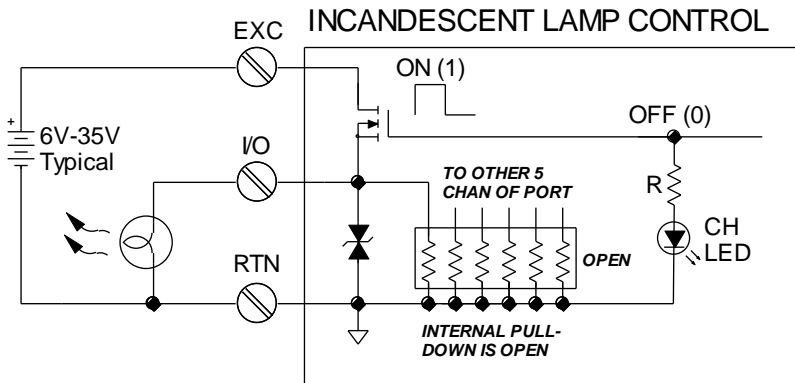 INCANDESCENT LAMP CONTROL
EXC
ON (1)
OFF (0)
+
6V-35V
Typical
I/O
TO OTHER 5
CHAN OF PORT
R
CH
LED
OPEN
RTN
INTERNAL PULL-
DOWN IS OPEN